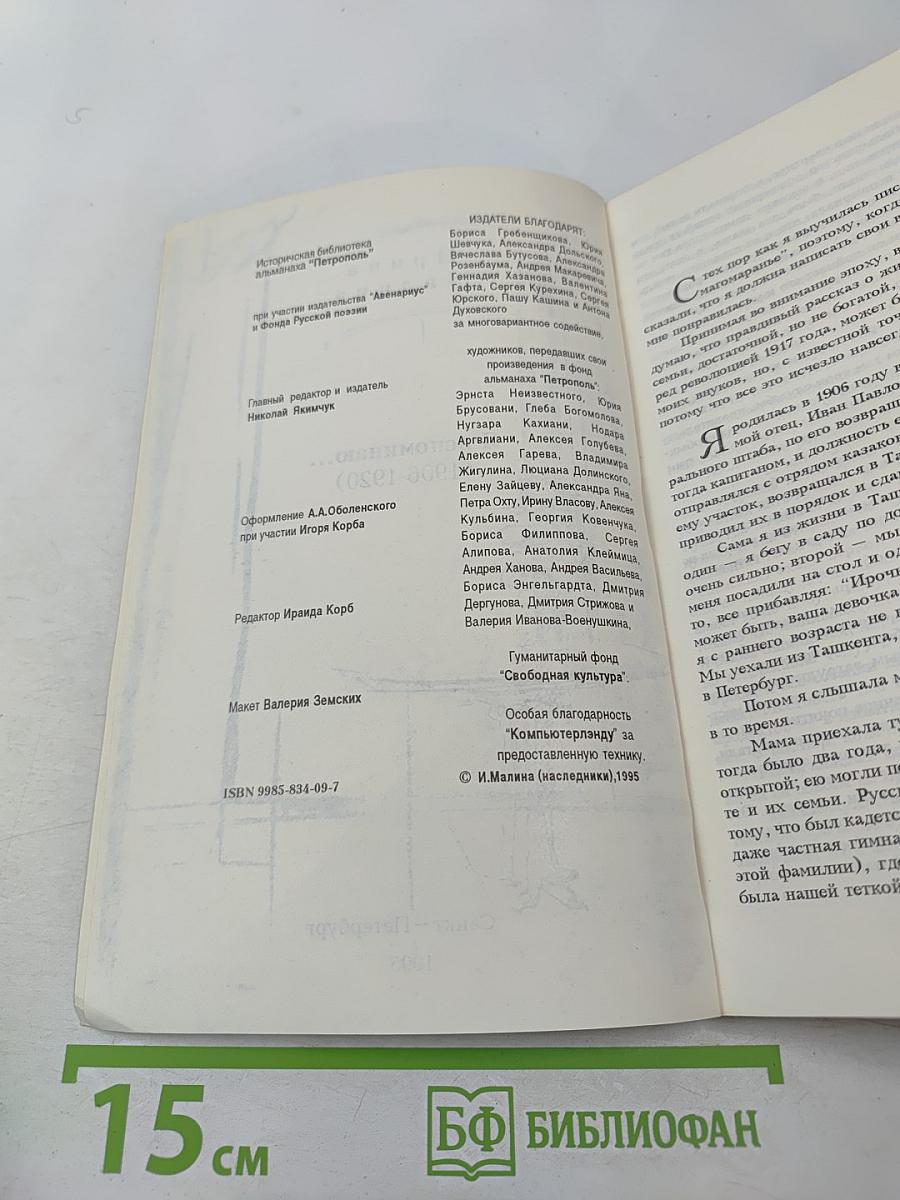 Историчская библиотека
альманаха "Петрополь"
при участии издательства "Авенариус"
и Фонда Русской поэзии
Главный редактор и издатель
Николай Якимчук
Оформление А.А.Оболенского
при участии Игоря Корба
Редактор Ираида Корб
Макет Валерия Земских
ISBN 9985-834-09-7
ИЗДАТЕЛИ БЛАГОДАРЯТ:
Бориса Гребенщикова, Юрия
Шевчука, Александра Дольского,
Вячеслава Бутусова, Александра
Розенбаума, Андрея Макаревича,
Геннадия Хазанова, Валентина
Гафта, Сергея Курехина, Сергея
Юрского, Пашу Кашина и Антона
Духовского
за многовариантное содействие,
художников, передавших свои
произведения в фонд
альманаха "Петрополь":
Эрнста Неизвестного, Юрия
Брусовани, Глеба Богомолова,
Нугзара Кахиани, Нодара
Аргвлиани, Алексея Голубева,
Алексея Гарева, Владимира
Жигулина, Люциана Долинского,
Елену Зайцеву, Александра Яна,
Петра Охту, Ирину Власову, Алексея
Кульбина, Георгия Ковенчука,
Бориса Филиппова, Сергея
Алипова, Анатолия Клеймица,
Андрея Ханова, Андрея Васильева,
Бориса Энгельгардта, Дмитрия
Дергунова, Дмитрия Стрижова и
Валерия Иванова-Военушкина,
Гуманитарный фонд
"Свободная культура".
Особая благодарность
"Компьютерлэнду" за
предоставленную технику.
© И.Малина (наследники),1995
С тех пор как я выучилась пис
магомаранье", поэтому, когд
сказали, что я должна написать свои в
мне понравилась.
Принимая во внимание эпоху, в
думаю, что правдивый рассказ о жи
семьи, достаточной, но не богатой,
ред революцией 1917 года, может б
моих внуков, но, с известной точ
потому что все это исчезло навсег
Я родилась в 1906 году в
мой отец, Иван Павло
рального штаба, по его возвращ
тогда капитаном, и должность е
отправлялся с отрядом казаков
ему участок, возвращался в Та
приводил их в порядок и сда
Сама я из жизни в Таш
один — я бегу в саду по до
очень сильно; второй — мы
меня посадили на стол и од
то, все прибавляя: "Ирочк
может быть, ваша девочка
я с раннего возраста не
Мы уехали из Ташкента,
в Петербург.
Потом я слышала м
в то время.
Мама приехала ту
тогда было два года,
открытой; ею могли по
те и их семьи. Русс
тому, что был кадетс
даже частная гимна
этой фамилии), где
была нашей теткой
15 см
БФ БИБЛИОФАН